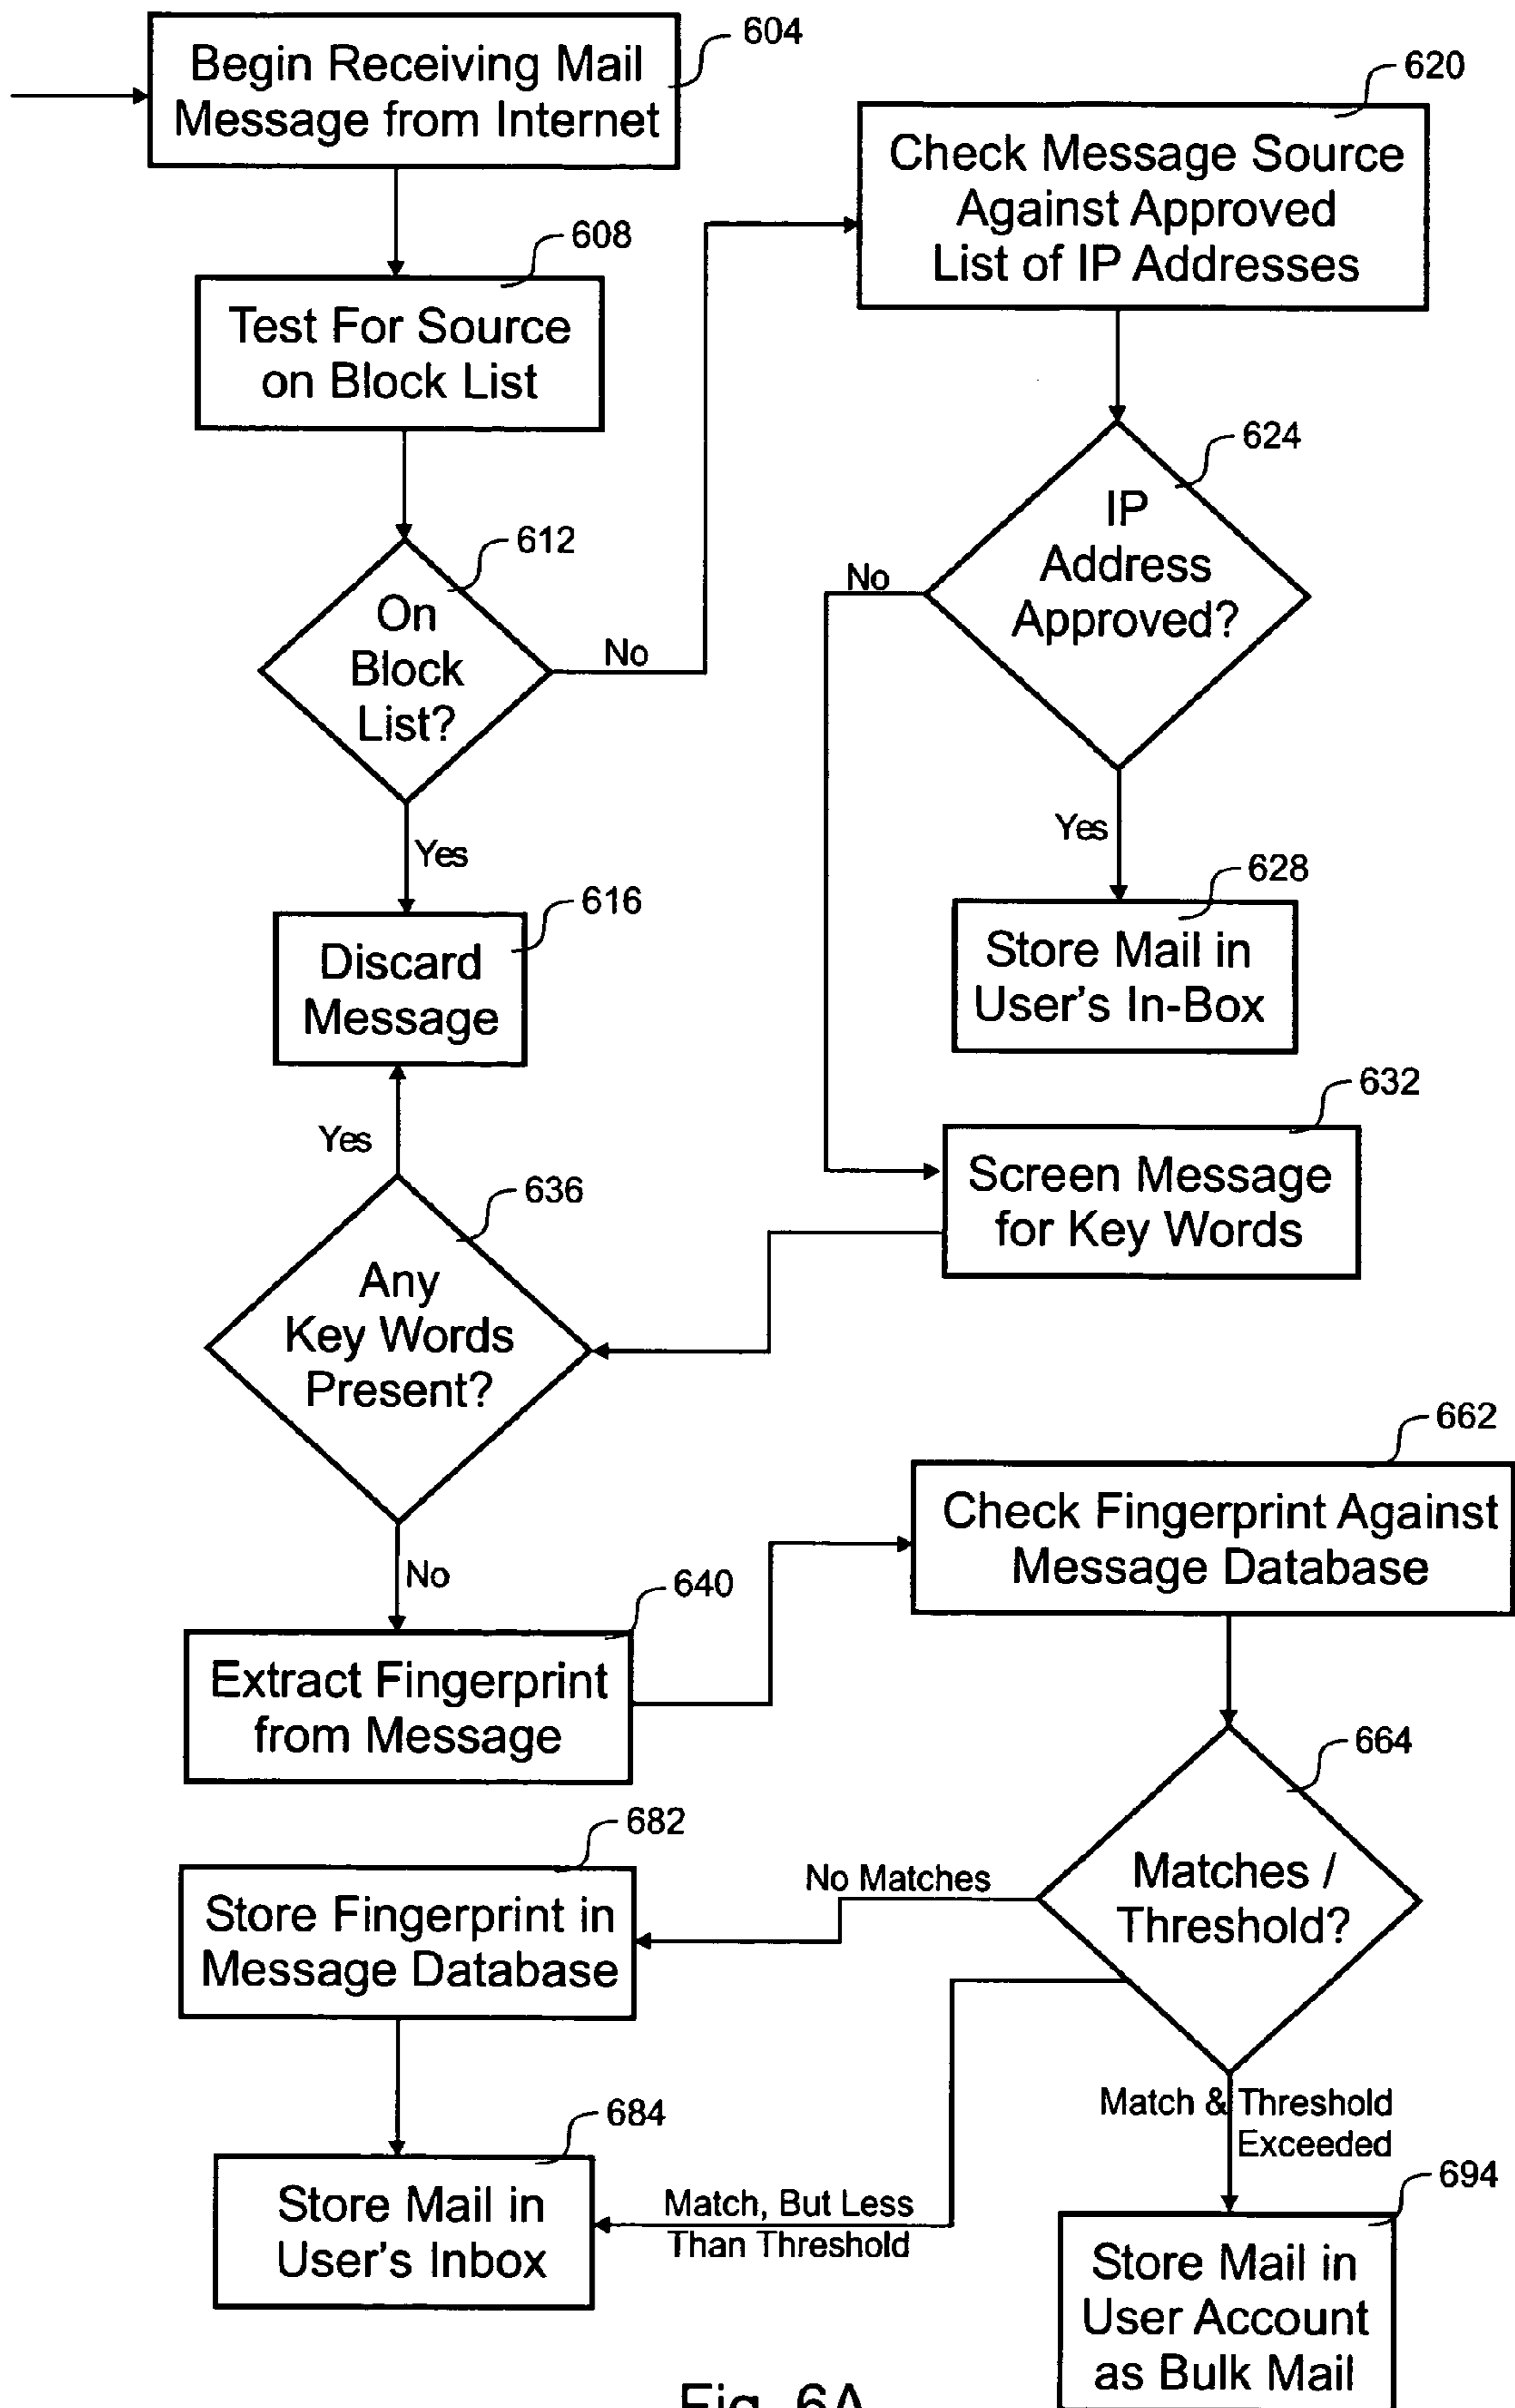 604
Begin Receiving Mail
Message from Internet
620
Check Message Source
Against Approved
List of IP Addresses
608
Test For Source
on Block List
624
IP
Address
Approved?
No
612
On
Block
List?
No
Yes
Yes
628
Store Mail in
User's In-Box
616
Discard
Message
632
Screen Message
for Key Words
Yes
636
Any
Key Words
Present?
662
Check Fingerprint Against
Message Database
No
640
Extract Fingerprint
from Message
664
Matches /
Threshold?
682
Store Fingerprint in
Message Database
No Matches
Match & Threshold
Exceeded
684
Store Mail in
User's Inbox
Match, But Less
Than Threshold
694
Store Mail in
User Account
as Bulk Mail
Fig. 6A